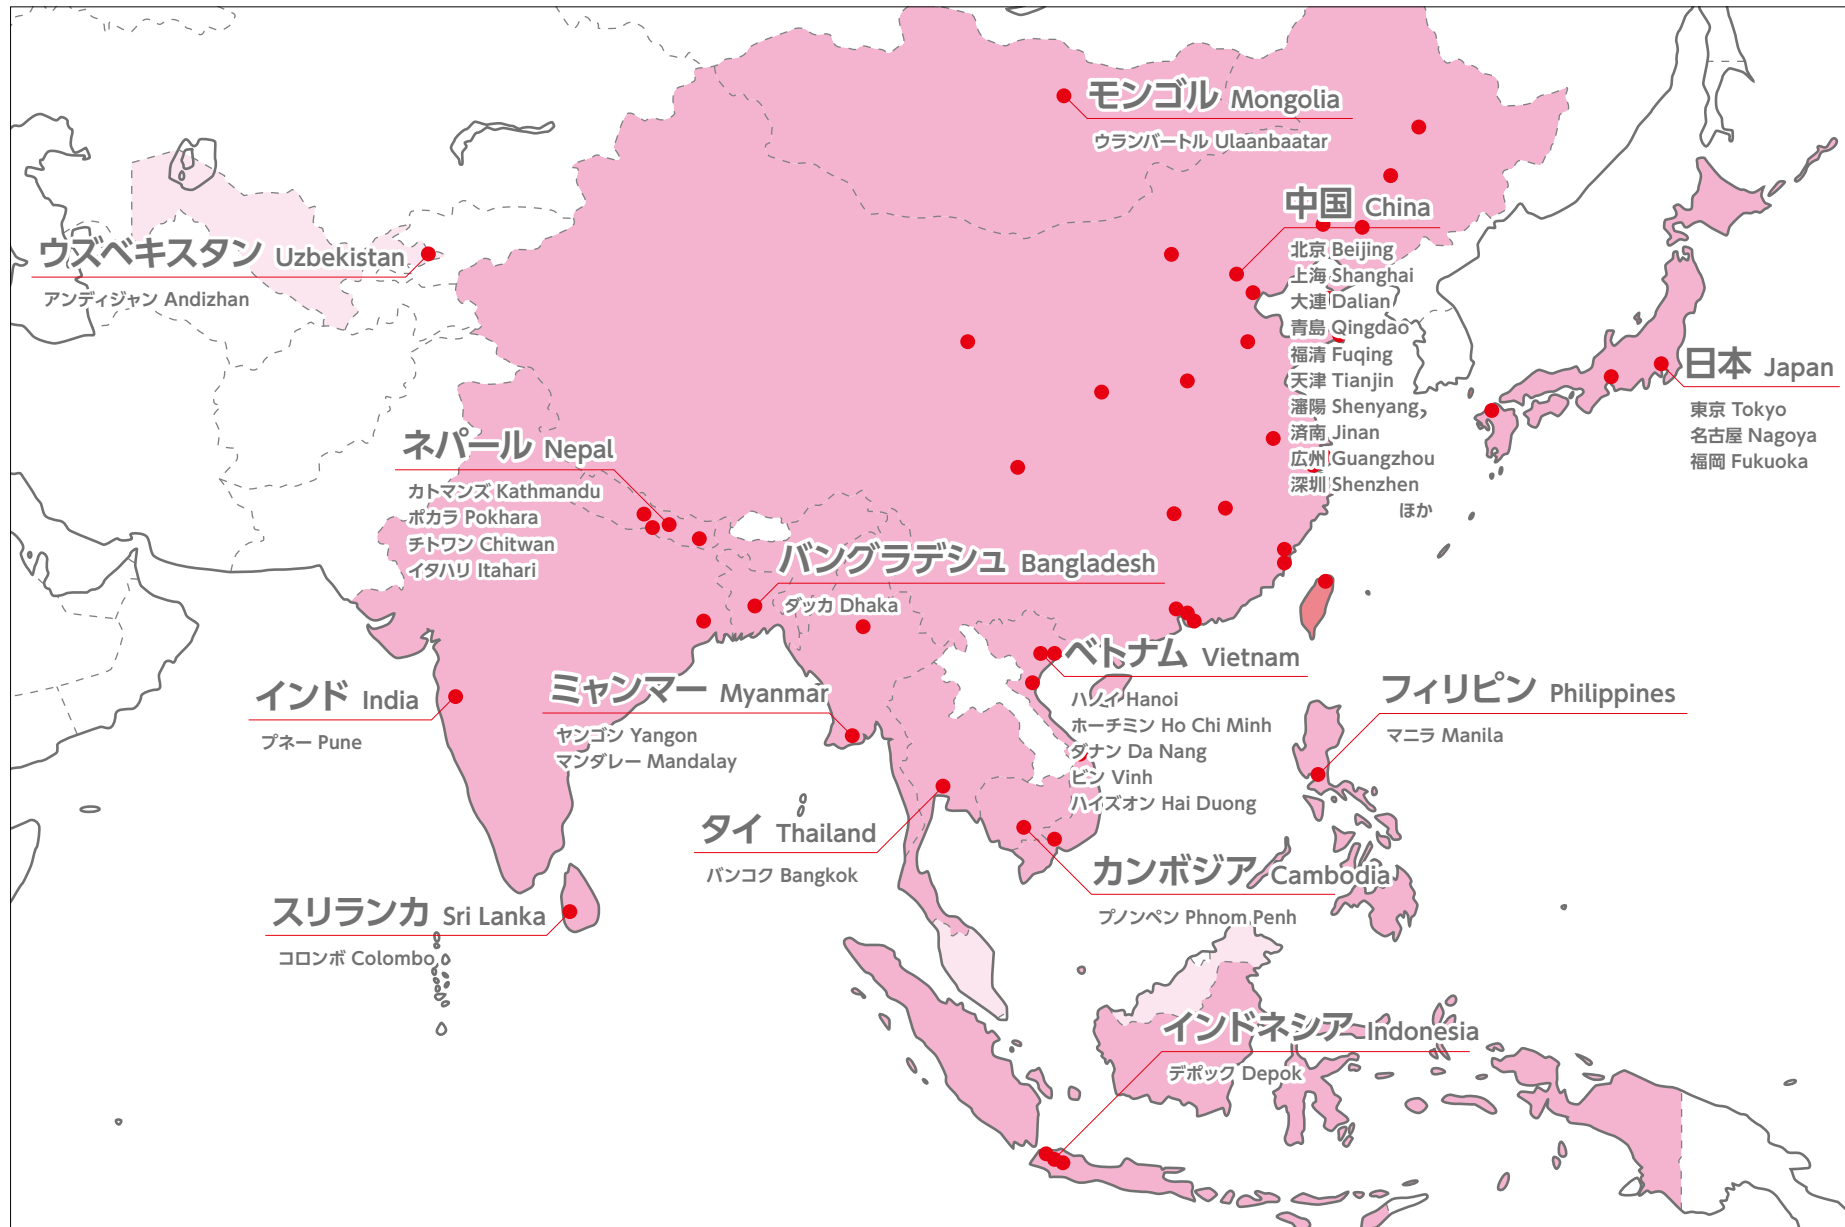 モンゴル Mongolia
ウランバートル Ulaanbaatar
中国 China
北京 Beijing
上海 Shanghai
大連 Dalian
青島 Qingdao
福清 Fuqing
天津 Tianjin
瀋陽 Shenyang
済南 Jinan
広州 Guangzhou
深圳 Shenzhen
ほか
ウズベキスタン Uzbekistan
アンディジャン Andizhan
日本 Japan
東京 Tokyo
名古屋 Nagoya
福岡 Fukuoka
ネパール Nepal
カトマンズ Kathmandu
ポカラ Pokhara
チトワン Chitwan
イタハリ Itahari
バングラデシュ Bangladesh
ダッカ Dhaka
ベトナム Vietnam
ハノイ Hanoi
ホーチミン Ho Chi Minh
ダナン Da Nang
ビン Vinh
ハイズオン Hai Duong
インド India
プネー Pune
ミャンマー Myanmar
ヤンゴン Yangon
マンダレー Mandalay
フィリピン Philippines
マニラ Manila
タイ Thailand
バンコク Bangkok
カンボジア Cambodia
プノンペン Phnom Penh
スリランカ Sri Lanka
コロンボ Colombo
インドネシア Indonesia
デポック Depok